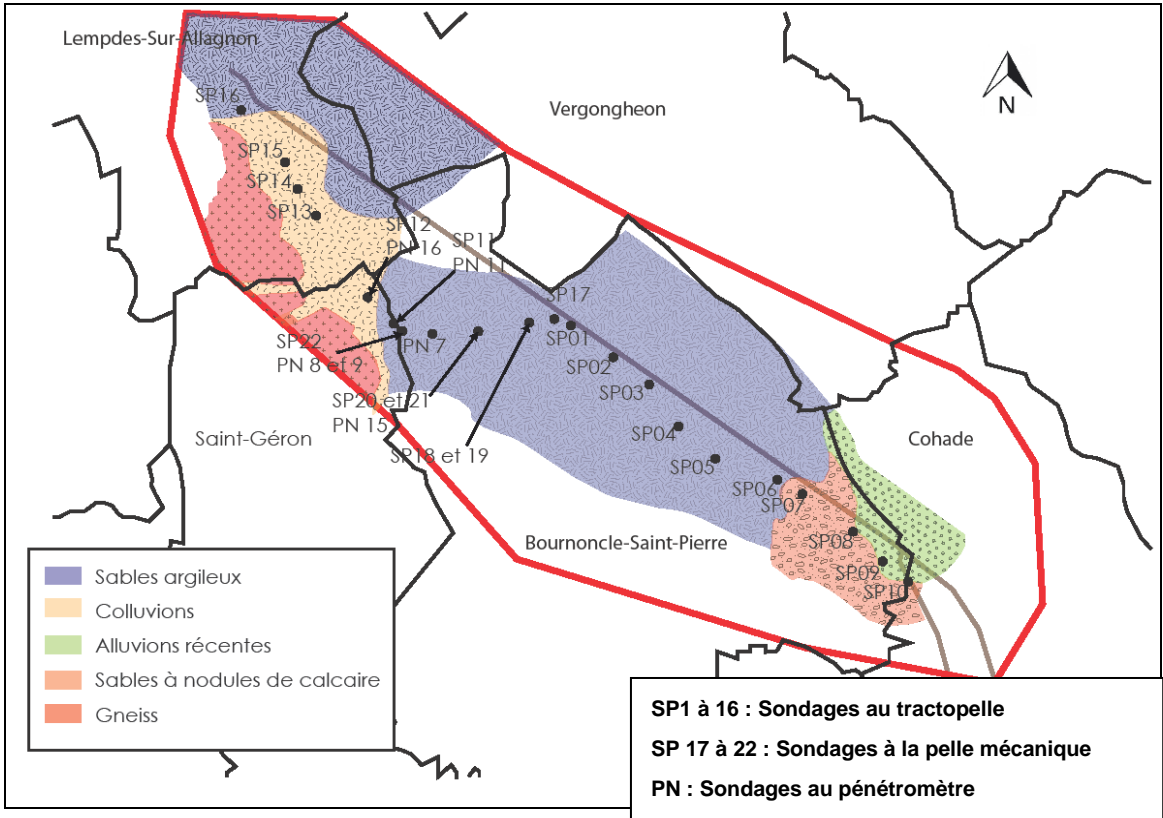 Lempdes-Sur-Allagnon
Vergongheon
N
SP16
SP15
SP14
SP13
SP12
PN 16
SP11
PN 11
SP17
SP01
SP22
PN 8 et 9
PN 7
SP02
SP03
SP20 et 21
PN 15
SP04
Saint-Géron
SP18 et 19
Cohade
SP05
SP06
SP07
Bournoncle-Saint-Pierre
SP08
SP09
SP10
Sables argileux
Colluvions
Alluvions récentes
Sables à nodules de calcaire
Gneiss
SP1 à 16 : Sondages au tractopelle
SP 17 à 22 : Sondages à la pelle mécanique
PN : Sondages au pénétromètre